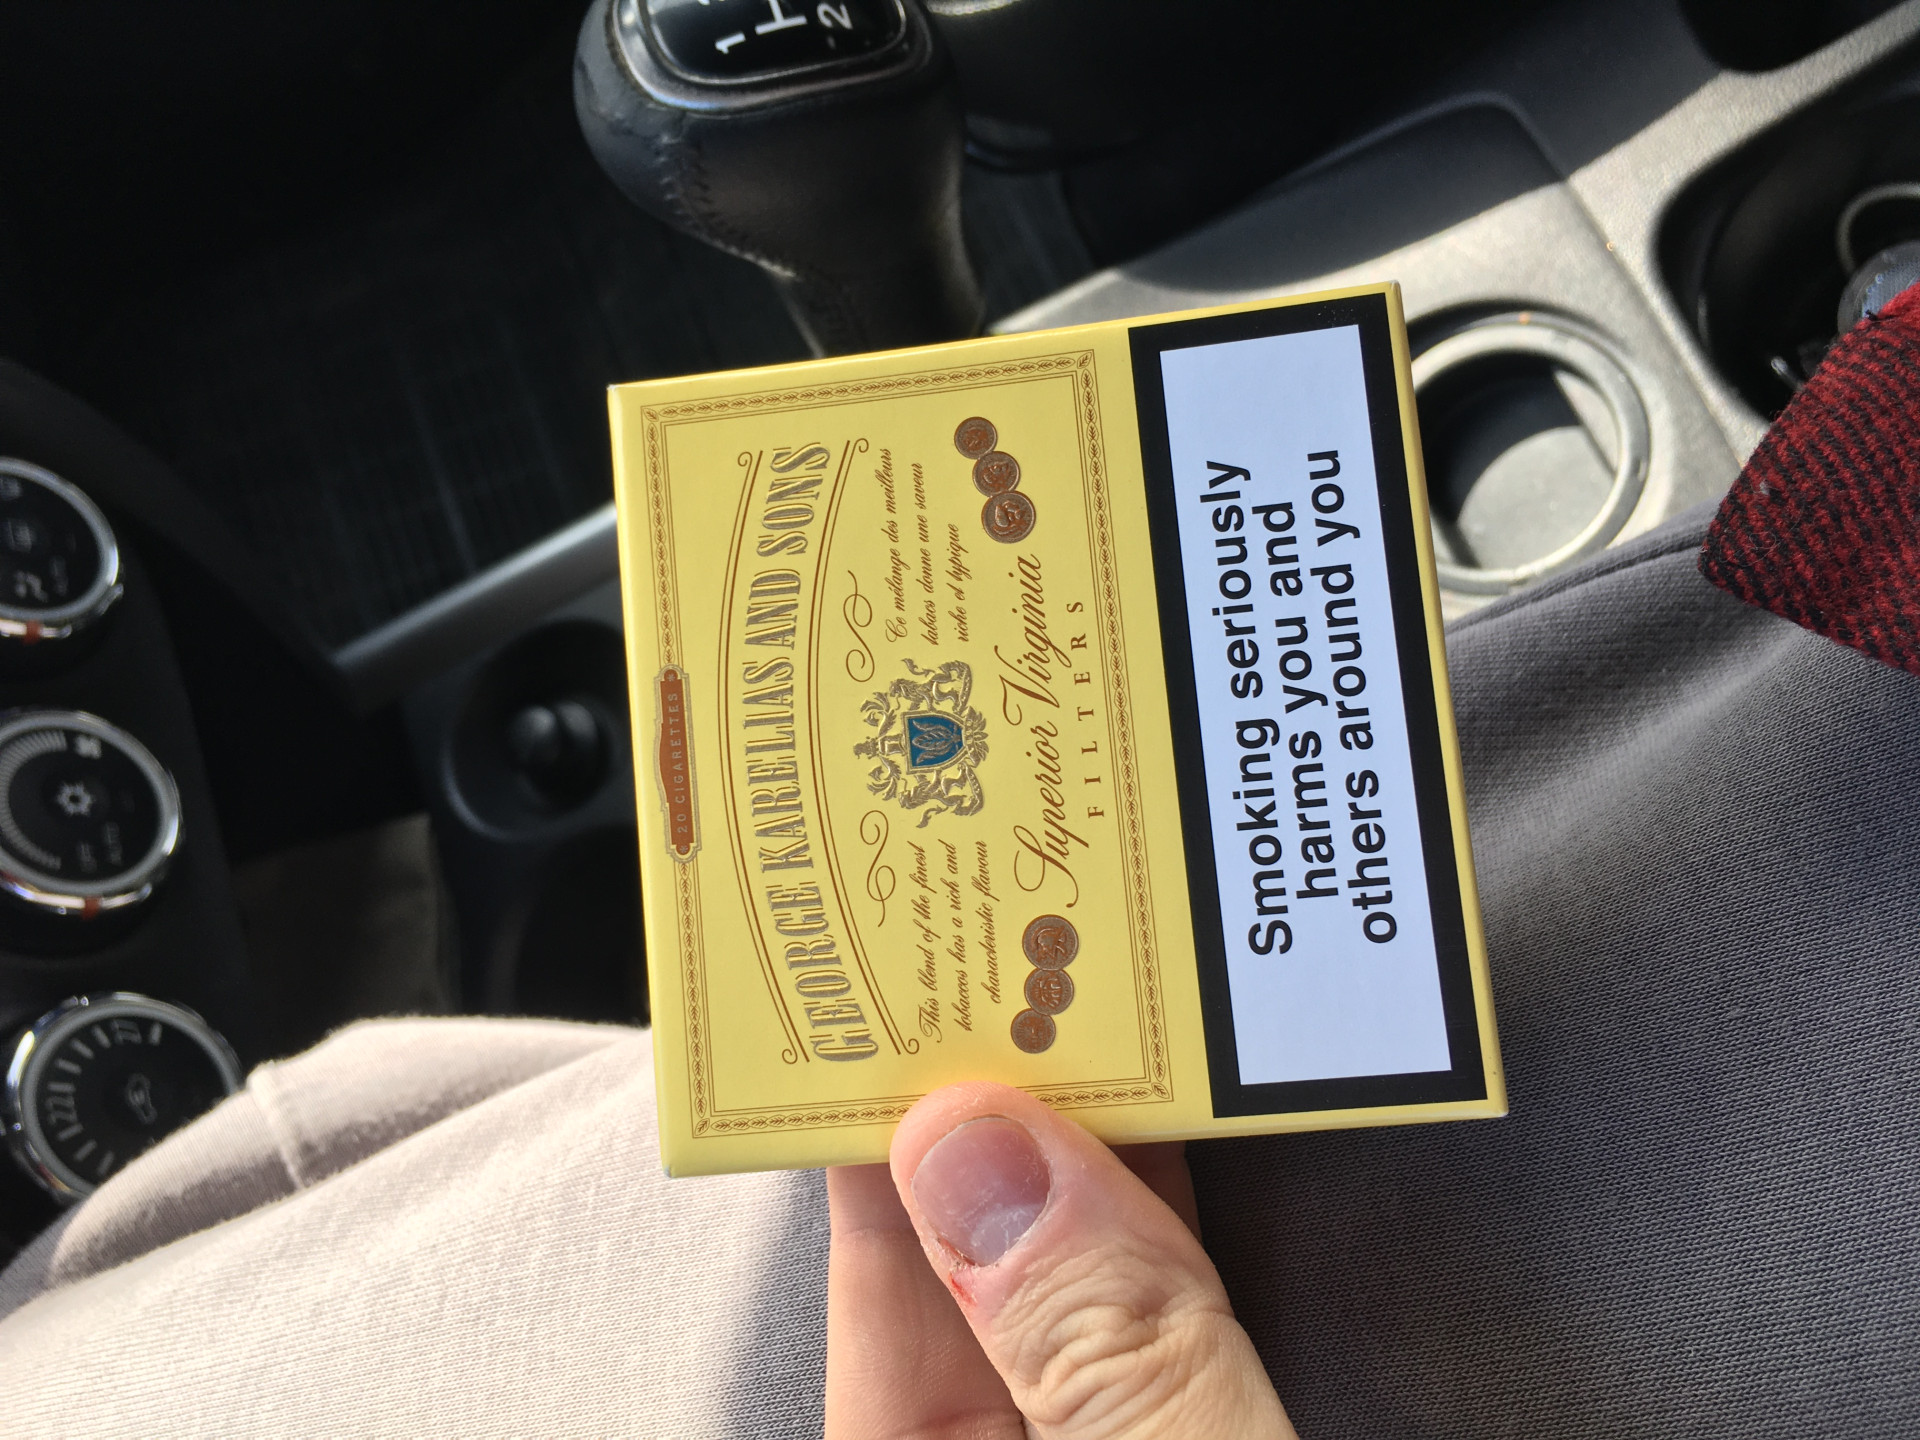 20 CIGARETTES
GEORGE KARELIAS AND SONS
This blend of the finest
tobaccos has a rich and
characteristic flavour
Ce mélange des meilleurs
tabacs donne une saveur
riche et typique
Superior Virginia
FILTERS
Smoking seriously
harms you and
others around you
1
2